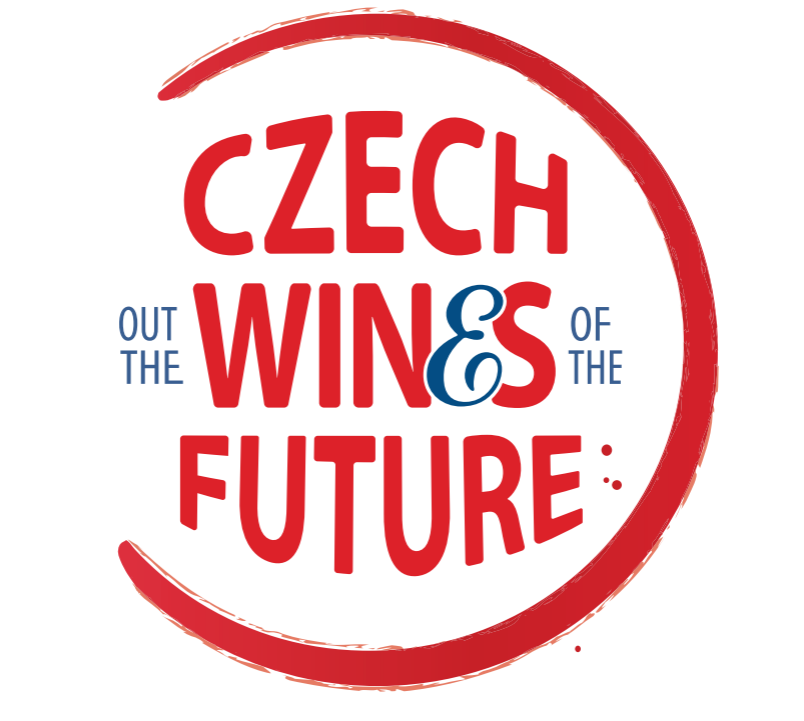 CZECH
OUT THE WINES OF THE
FUTURE